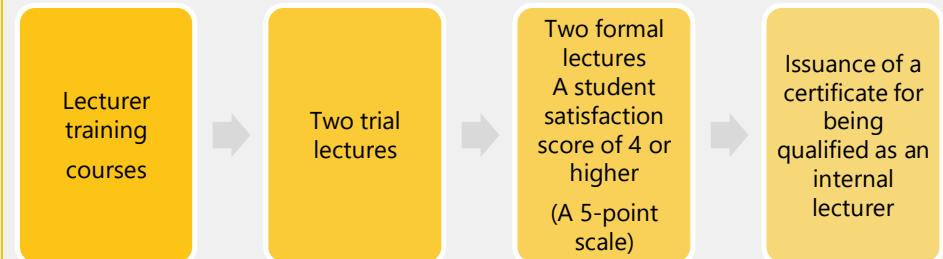 Lecturer
training
courses
Two trial
lectures
Two formal
lectures
A student
satisfaction
score of 4 or
higher
(A 5-point
scale)
Issuance of a
certificate for
being
qualified as an
internal
lecturer